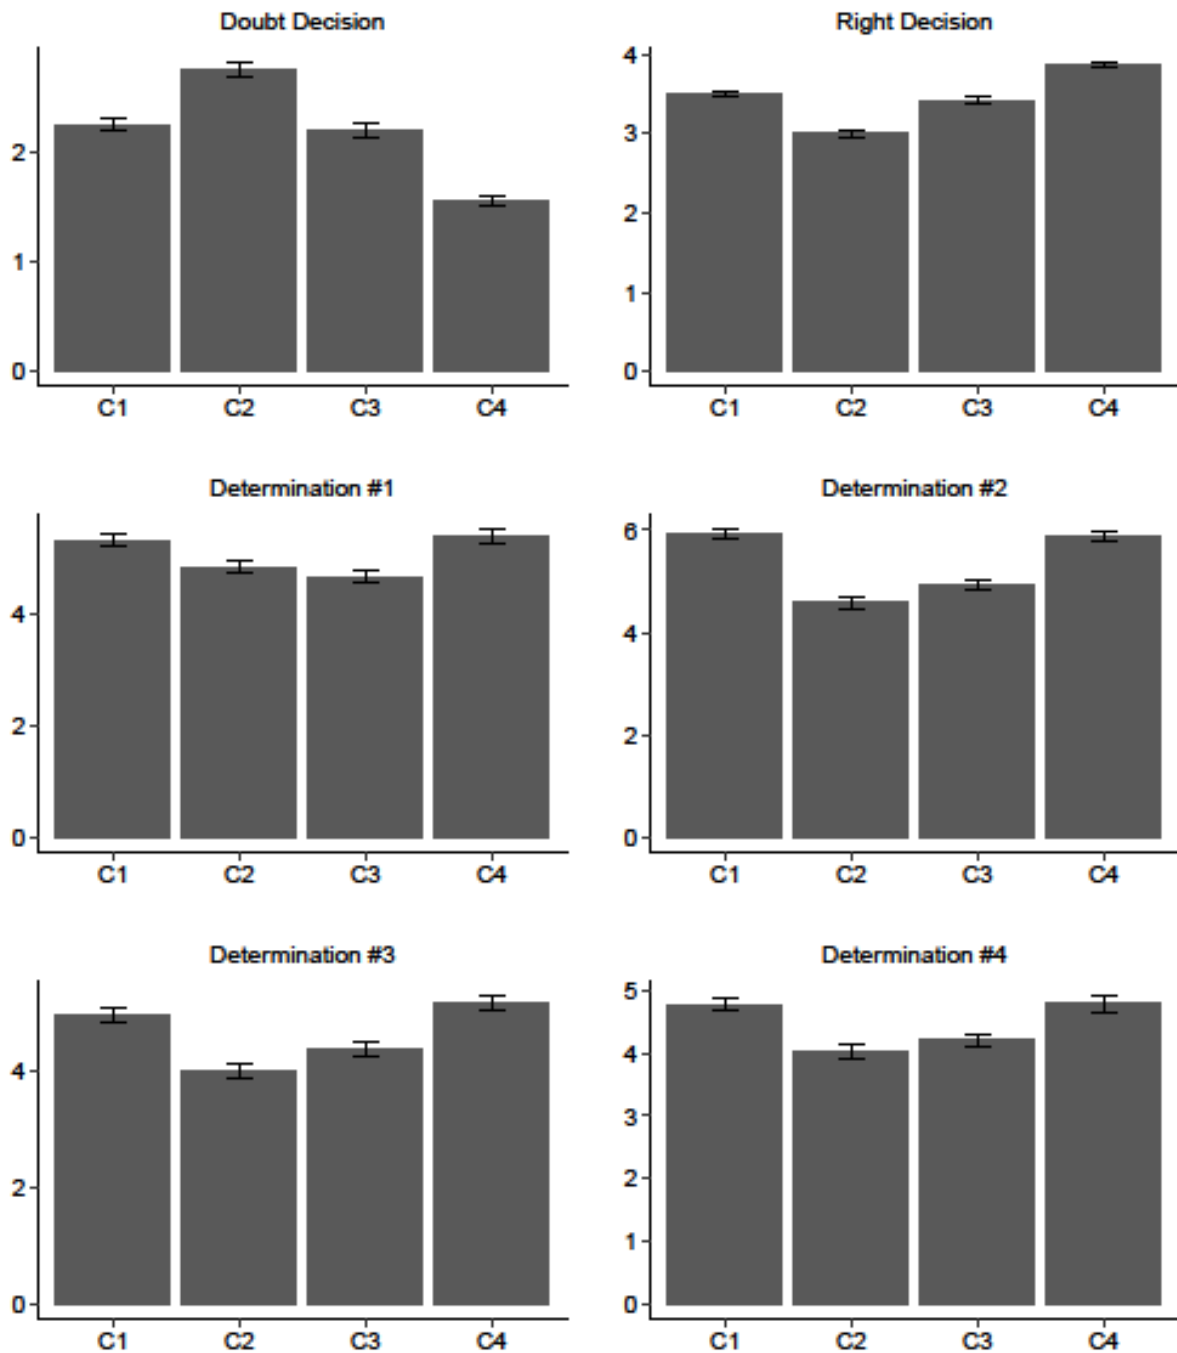 Doubt Decision
2
1
0
C1 C2 C3 C4
Right Decision
4
3
2
1
0
C1 C2 C3 C4
Determination #1
4
2
0
C1 C2 C3 C4
Determination #2
6
4
2
0
C1 C2 C3 C4
Determination #3
4
2
0
C1 C2 C3 C4
Determination #4
5
4
3
2
1
0
C1 C2 C3 C4